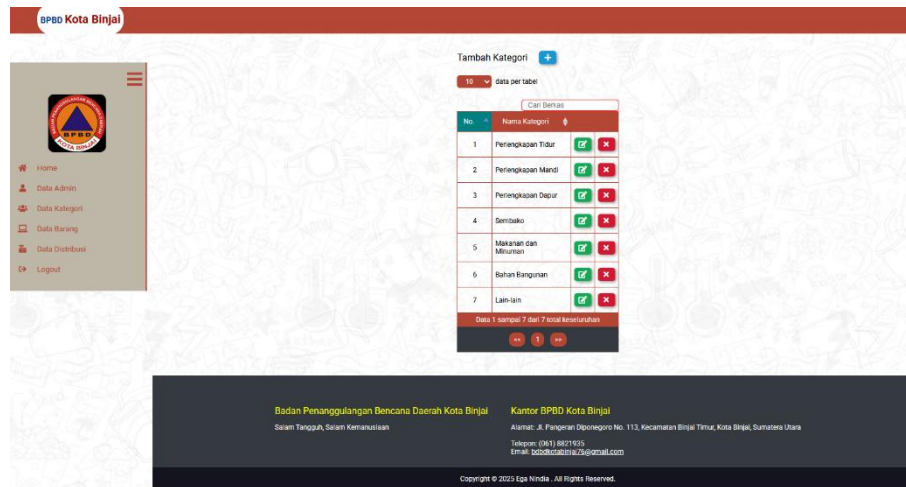 BPBD Kota Binjai
Tambah Kategori +
10 data per tabel
Cari Berkas
No. Nama Kategori
1 Perlengkapan Tidur
2 Perlengkapan Mandi
3 Perlengkapan Dapur
4 Sembako
5 Makanan dan
Minuman
6 Bahan Bangunan
7 Lain-lain
Data 1 sampai 7 dari 7 total keseluruhan
<< 1 >>
BPBD
KOTA BINJAI
Home
Data Admin
Data Kategori
Data Barang
Data Distribusi
Logout
Badan Penanggulangan Bencana Daerah Kota Binjai
Salam Tangguh, Salam Kemanusiaan
Kantor BPBD Kota Binjai
Alamat: Jl. Pangeran Diponegoro No. 113, Kecamatan Binjai Timur, Kota Binjai, Sumatera Utara
Telepon: (061) 8821935
Email: bdbdkotabinjai76@gmail.com
Copyright © 2025 Ega Nindia . All Rights Reserved.